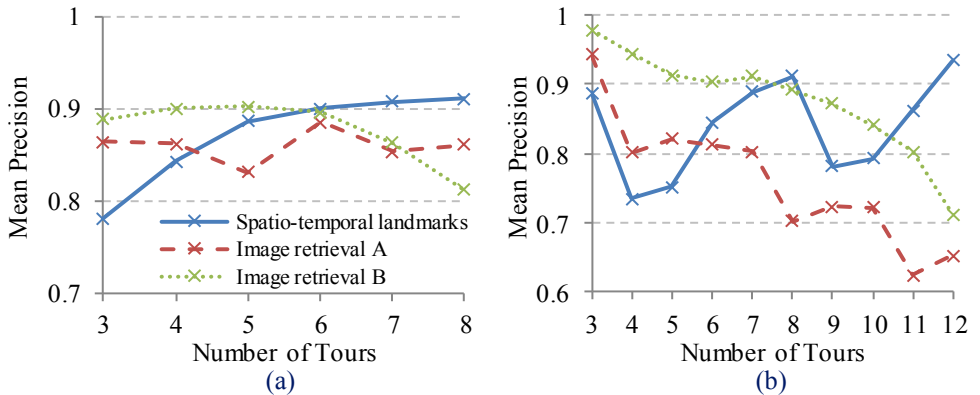 1
0.9
0.8
0.7
Mean Precision
Spatio-temporal landmarks
Image retrieval A
Image retrieval B
3 4 5 6 7 8
Number of Tours
(a)
1
0.9
0.8
0.7
0.6
Mean Precision
3 4 5 6 7 8 9 10 11 12
Number of Tours
(b)